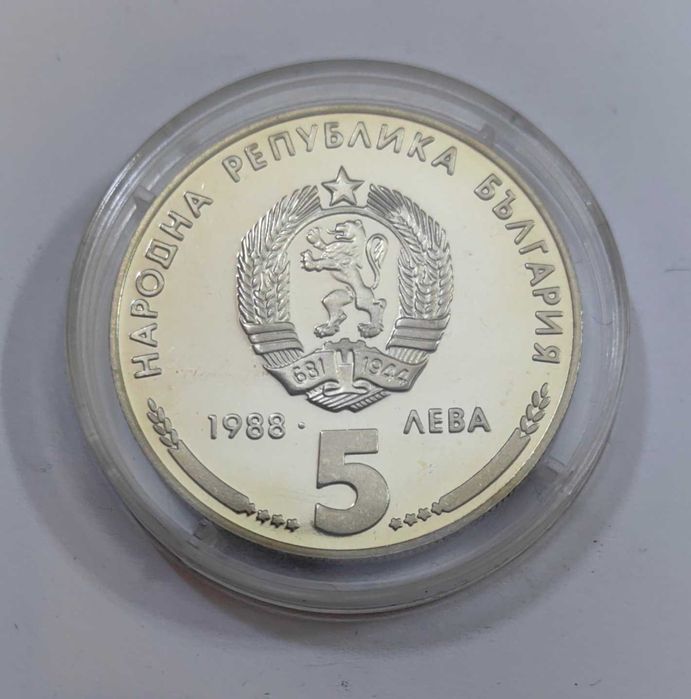 НАРОДНА РЕПУБЛИКА БЪЛГАРИЯ
681 1944
1988 · ЛЕВА
5